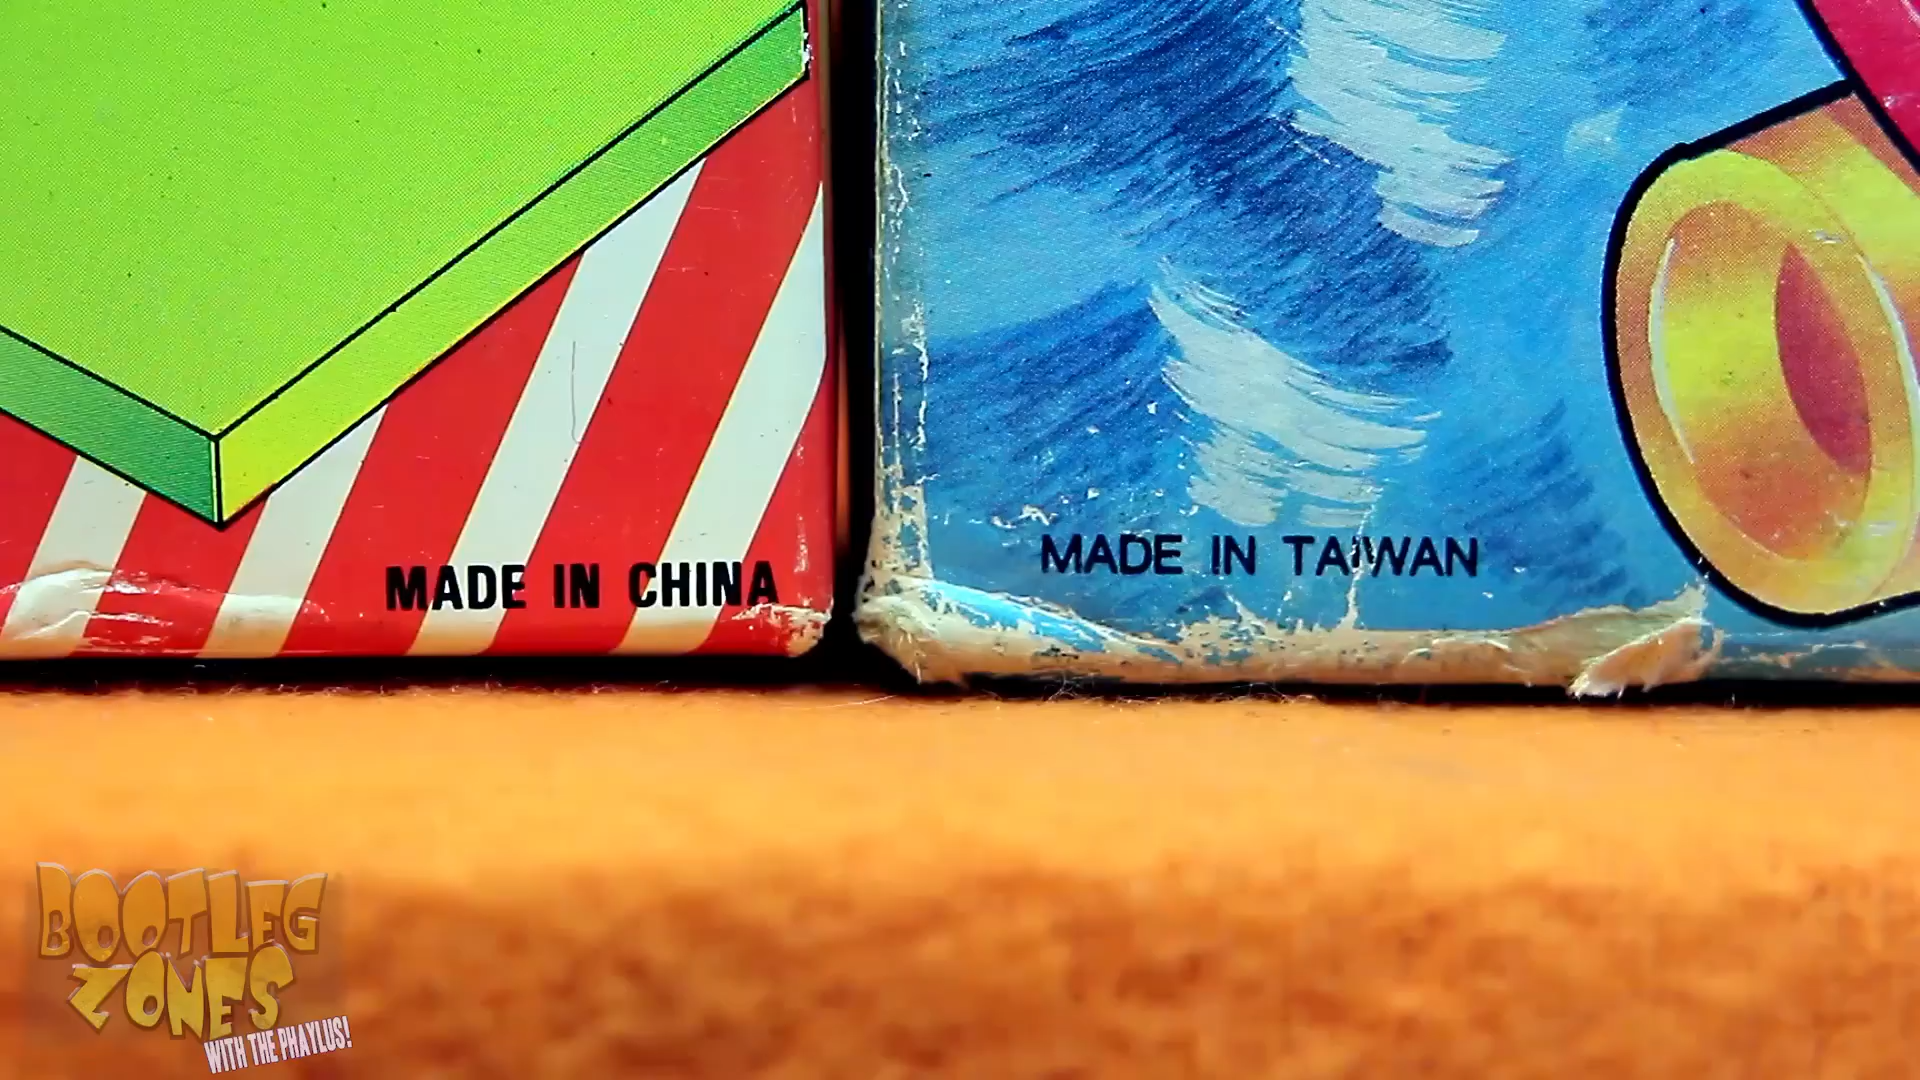 MADE IN CHINA
MADE IN TAIWAN
BOOTLEG
ZONES
WITH THE PHAYLUS!